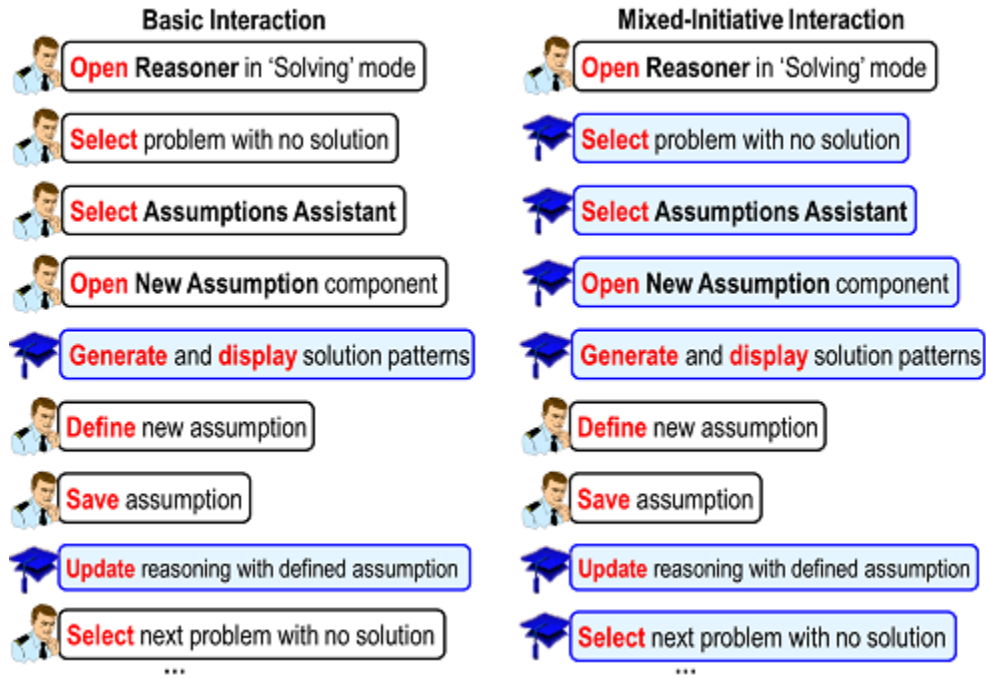 Basic Interaction
Open Reasoner in ‘Solving’ mode
Select problem with no solution
Select Assumptions Assistant
Open New Assumption component
Generate and display solution patterns
Define new assumption
Save assumption
Update reasoning with defined assumption
Select next problem with no solution
...
Mixed-Initiative Interaction
Open Reasoner in ‘Solving’ mode
Select problem with no solution
Select Assumptions Assistant
Open New Assumption component
Generate and display solution patterns
Define new assumption
Save assumption
Update reasoning with defined assumption
Select next problem with no solution
...